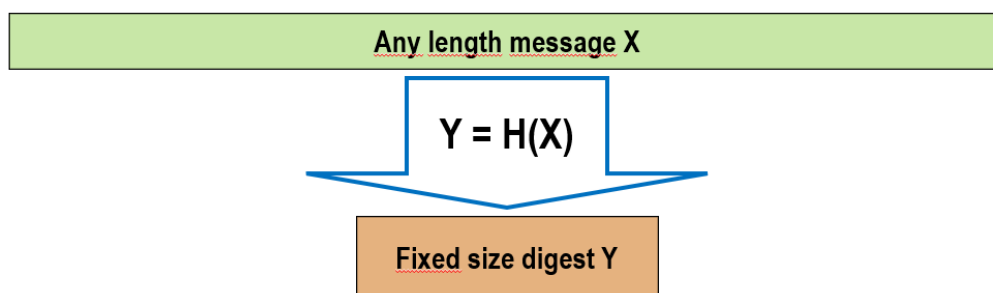 Any length message X
Y = H(X)
Fixed size digest Y